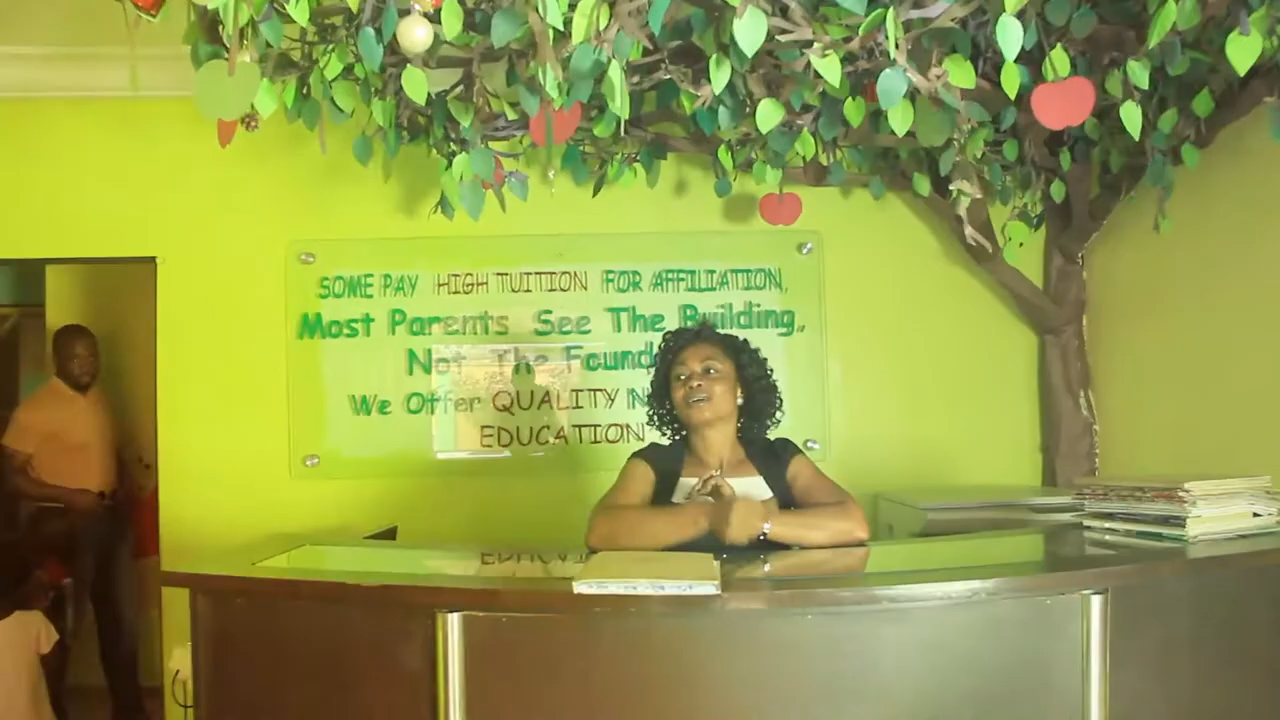 SOME PAY HIGH TUITION FOR AFFILIATION,
Most Parents See The Building,
Not The
We Offer QUALITY
EDUCATION